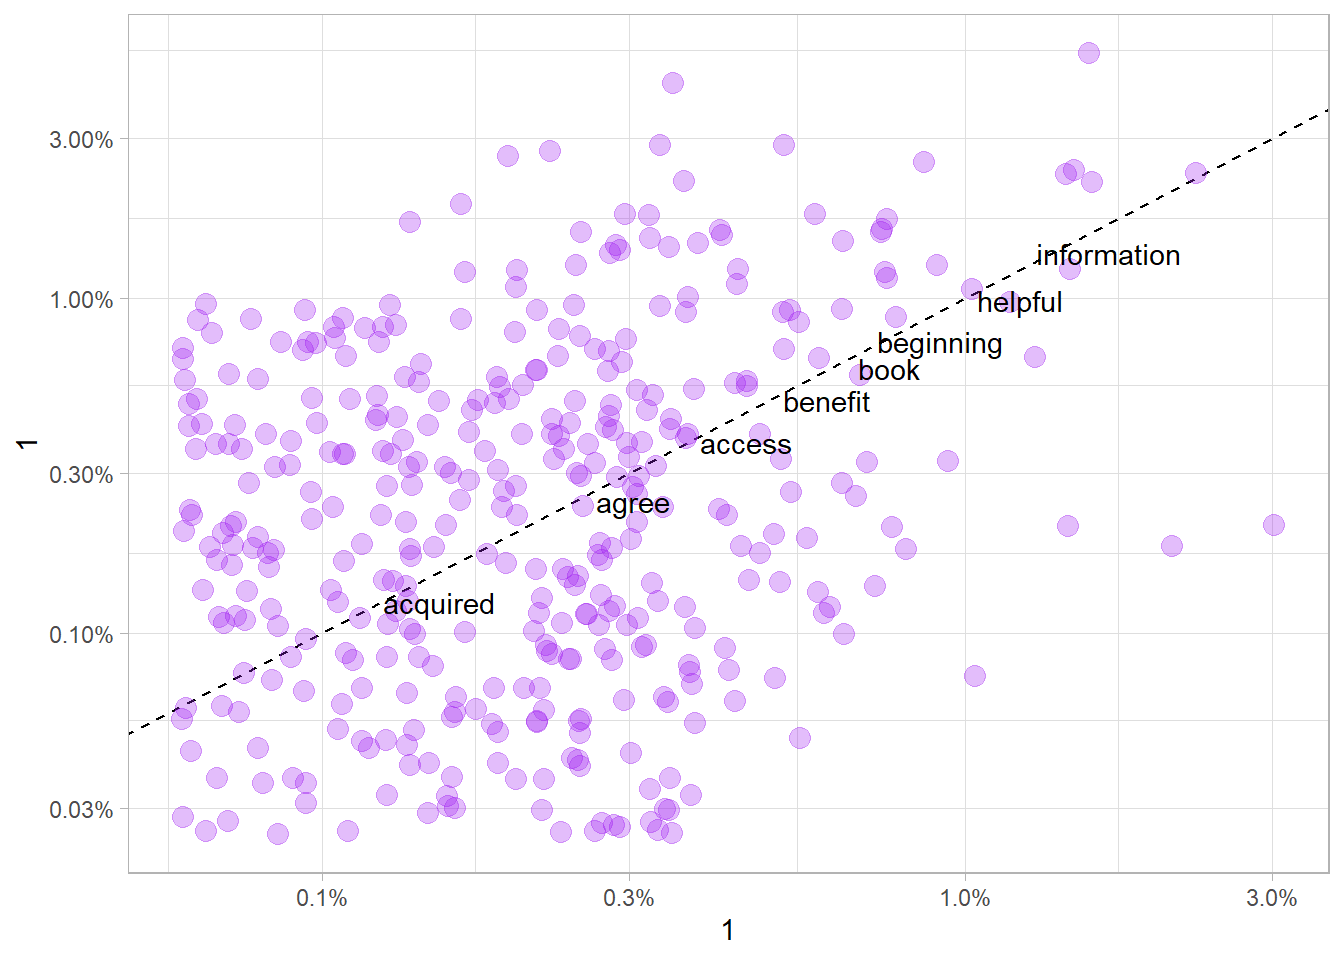 3.00%
information
1.00%
helpful
beginning
book
benefit
access
0.30%
agree
acquired
0.10%
0.03%
1
0.1%
0.3%
1.0%
3.0%
1